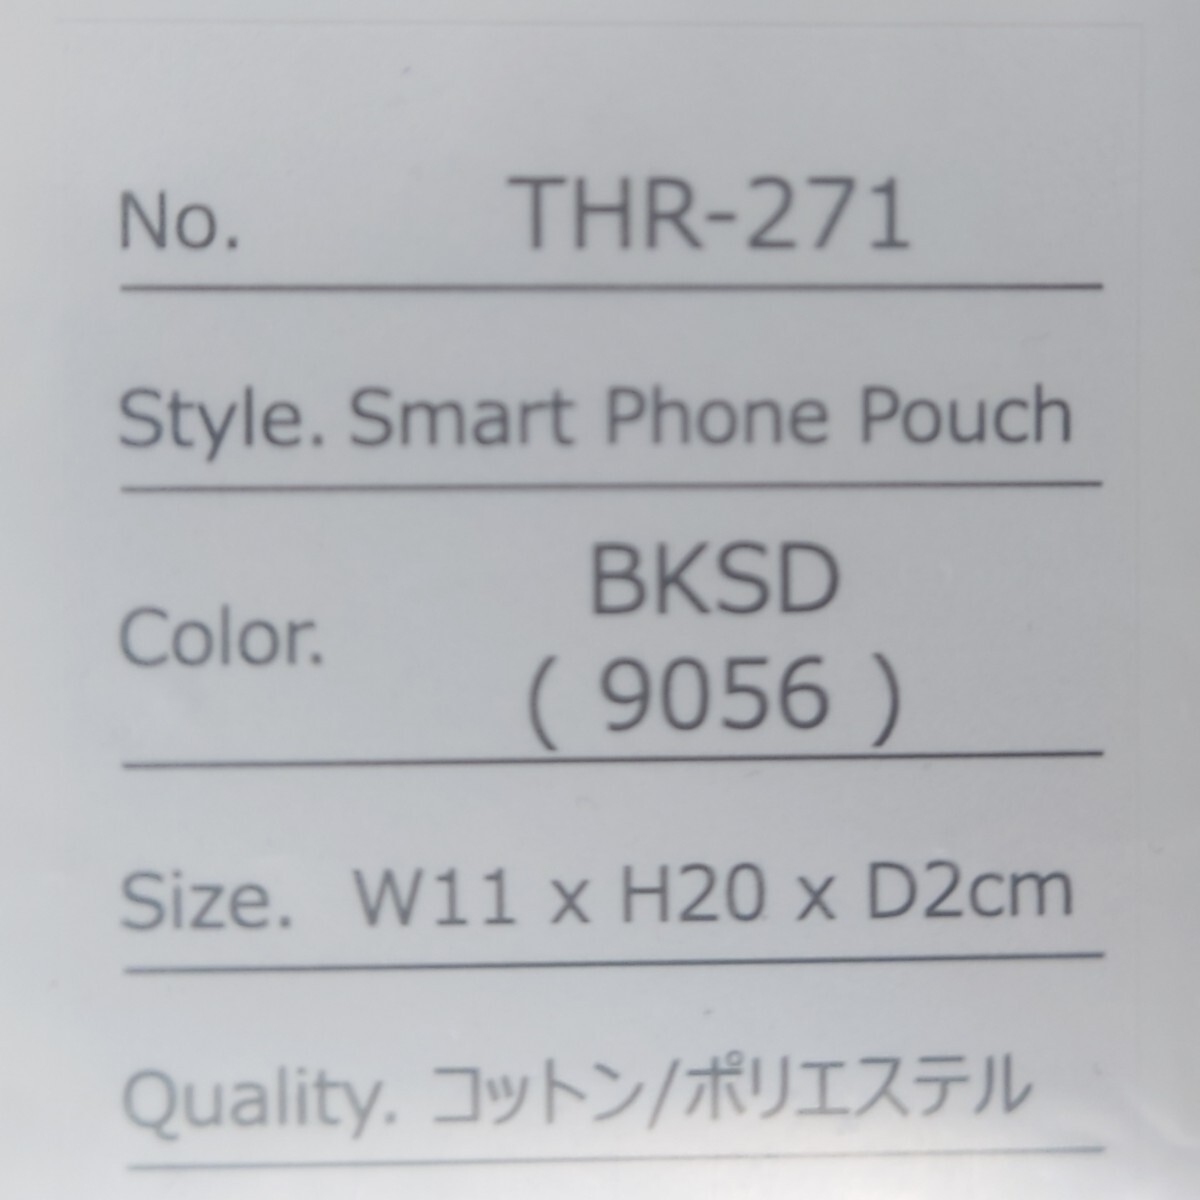 No. THR-271
Style. Smart Phone Pouch
Color. BKSD
( 9056 )
Size. W11 x H20 x D2cm
Quality. コットン/ポリエステル